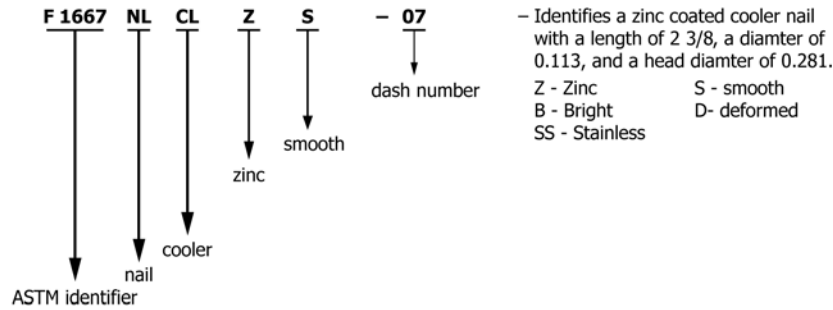 F 1667 NL CL Z S – 07
dash number
smooth
zinc
cooler
nail
ASTM identifier
– Identifies a zinc coated cooler nail
with a length of 2 3/8, a diamter of
0.113, and a head diamter of 0.281.
Z - Zinc S - smooth
B - Bright D- deformed
SS - Stainless